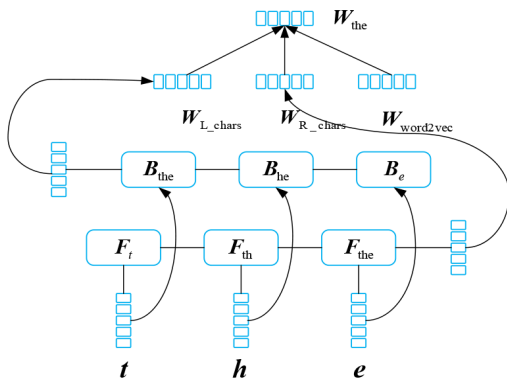 W_the
W_L_chars W_R_chars W_word2vec
B_the B_he B_e
F_t F_th F_the
t h e